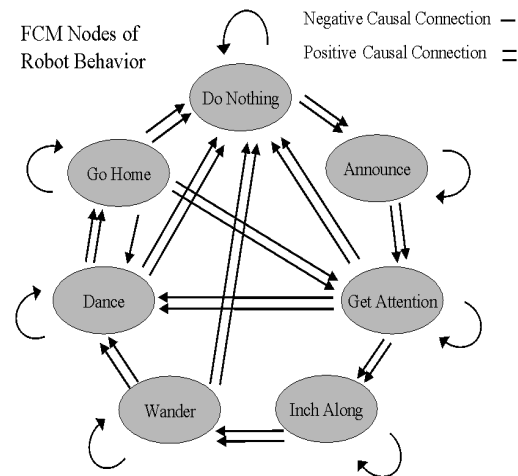 FCM Nodes of
Robot Behavior
Negative Causal Connection
Positive Causal Connection
Do Nothing
Go Home
Announce
Dance
Get Attention
Wander
Inch Along